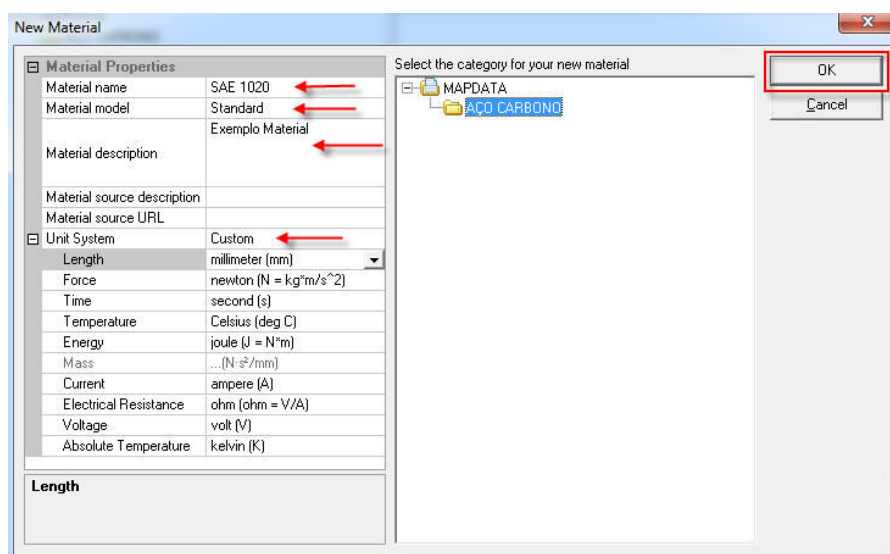 New Material
Material Properties
Material name SAE 1020
Material model Standard
Exemplo Material
Material description
Material source description
Material source URL
Unit System Custom
Length millimeter (mm)
Force newton (N = kg*m/s^2)
Time second (s)
Temperature Celsius (deg C)
Energy joule (J = N*m)
Mass ...(N·s²/mm)
Current ampere (A)
Electrical Resistance ohm (ohm = V/A)
Voltage volt (V)
Absolute Temperature kelvin (K)
Length
Select the category for your new material
MAPDATA
AÇO CARBONO
OK
Cancel